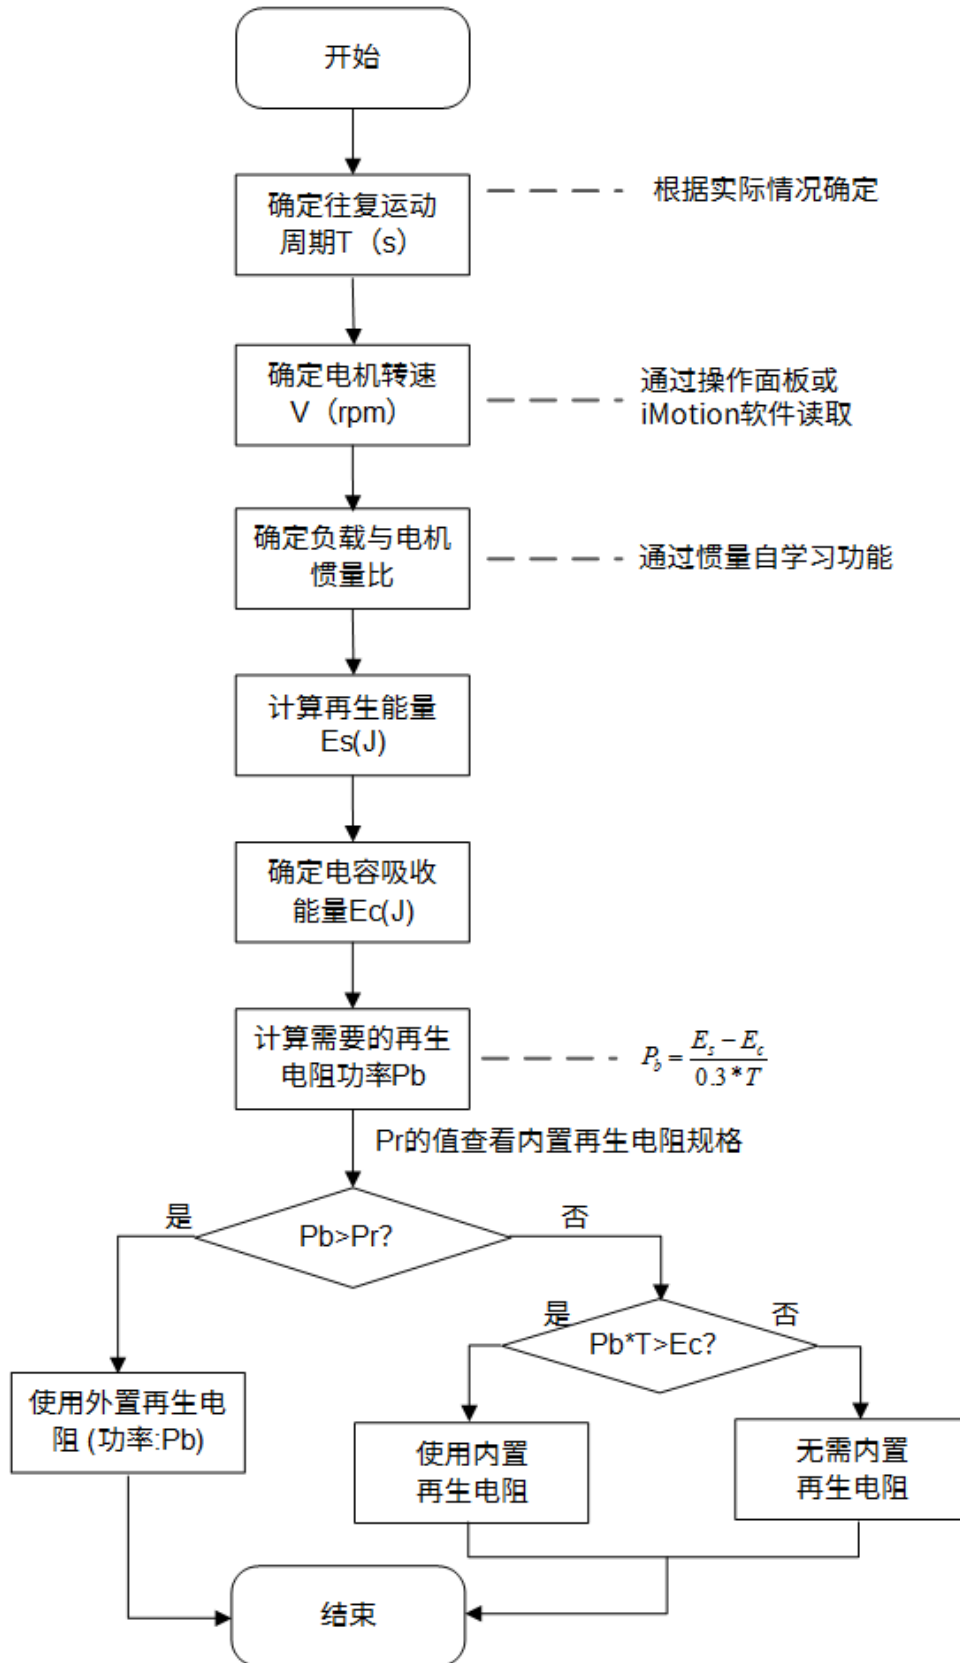 开始
确定往复运动
周期T（s）
根据实际情况确定
确定电机转速
V（rpm）
通过操作面板或
iMotion软件读取
确定负载与电机
惯量比
通过惯量自学习功能
计算再生能量
Es(J)
确定电容吸收
能量Ec(J)
计算需要的再生
电阻功率Pb
P_b = \frac{E_s - E_c}{0.3 * T}
Pr的值查看内置再生电阻规格
是
Pb>Pr?
否
是
Pb*T>Ec?
否
使用外置再生电
阻 (功率:Pb)
使用内置
再生电阻
无需内置
再生电阻
结束